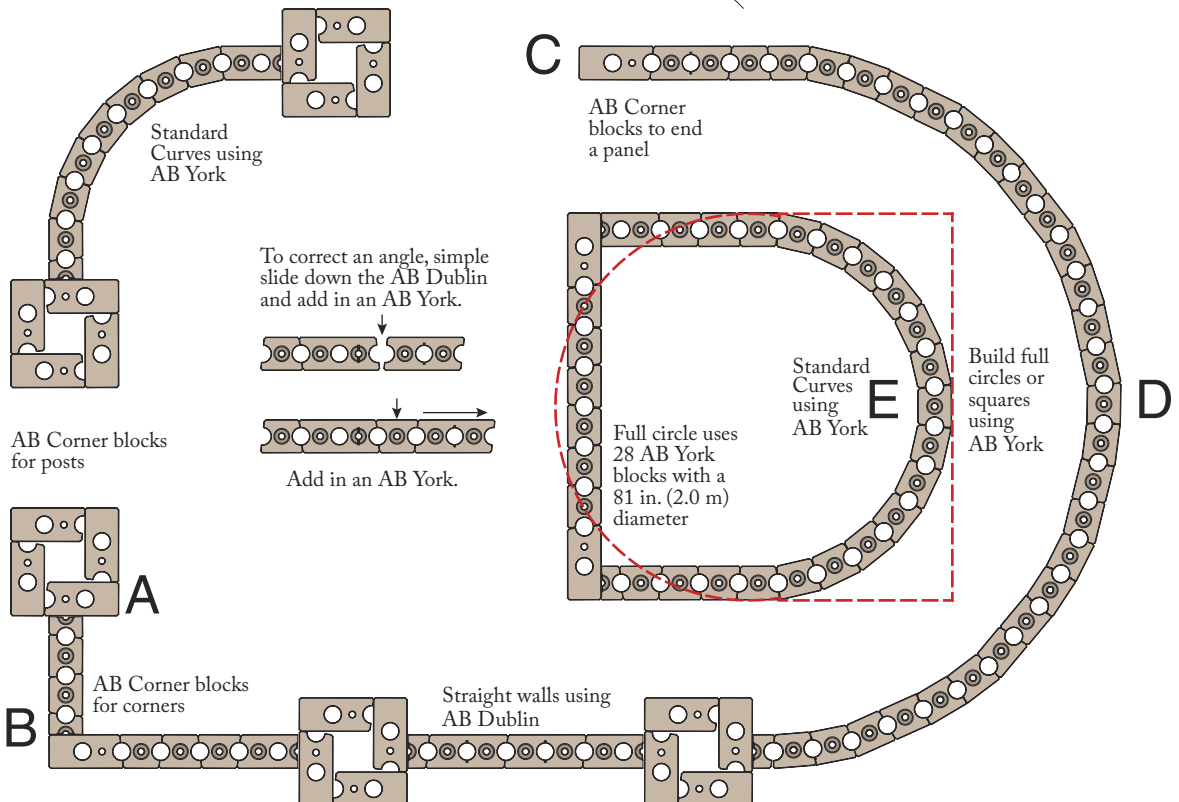 C
AB Corner
blocks to end
a panel
Standard
Curves using
AB York
To correct an angle, simple
slide down the AB Dublin
and add in an AB York.
Add in an AB York.
Standard
Curves
using
AB York
E
Build full
circles or
squares
using
AB York
D
Full circle uses
28 AB York
blocks with a
81 in. (2.0 m)
diameter
AB Corner blocks
for posts
A
AB Corner blocks
for corners
B
Straight walls using
AB Dublin